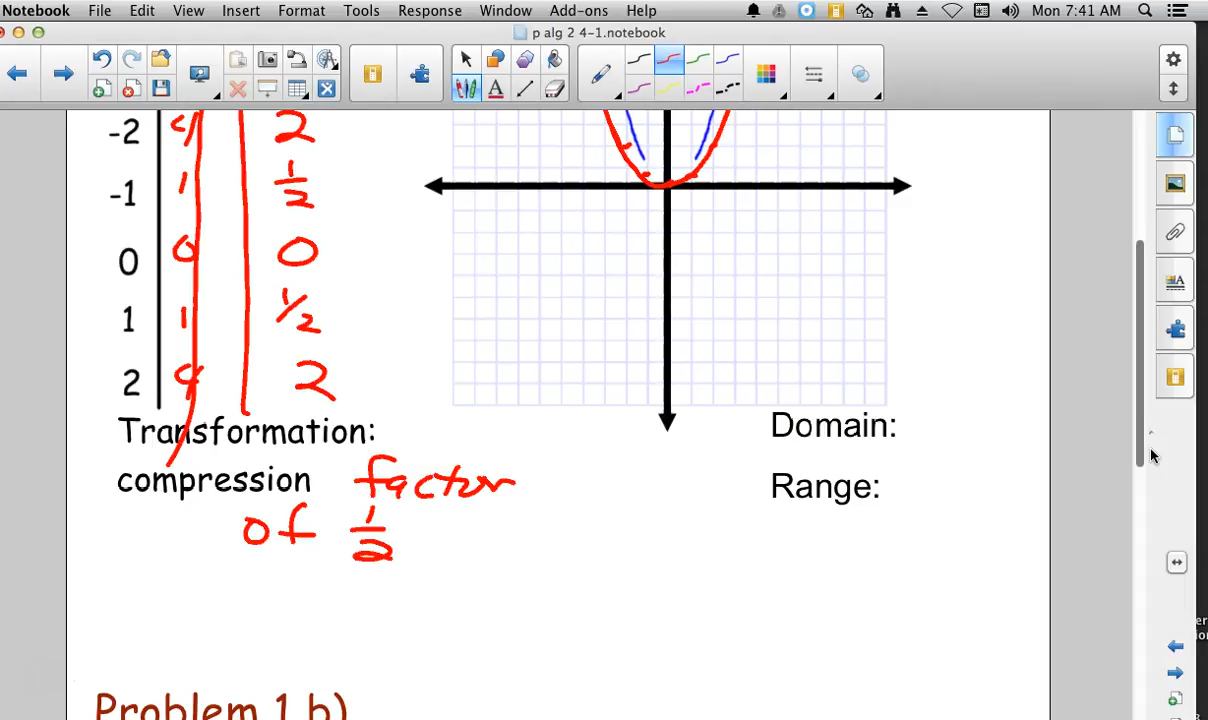 Notebook File Edit View Insert Format Tools Response Window Add-ons Help Mon 7:41 AM
p alg 2 4-1.notebook
-2 4 2
-1 1 1/2
0 0 0
1 1 1/2
2 4 2
Transformation:
compression factor
of 1/2
Domain:
Range:
Problem 1 b)